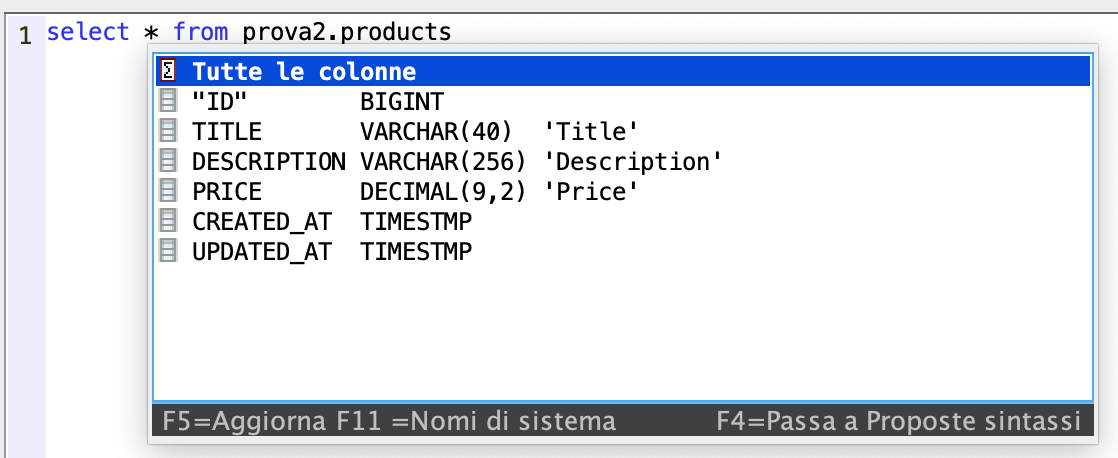 1 select * from prova2.products
Σ Tutte le colonne
"ID" BIGINT
TITLE VARCHAR(40) 'Title'
DESCRIPTION VARCHAR(256) 'Description'
PRICE DECIMAL(9,2) 'Price'
CREATED_AT TIMESTMP
UPDATED_AT TIMESTMP
F5=Aggiorna F11 =Nomi di sistema F4=Passa a Proposte sintassi